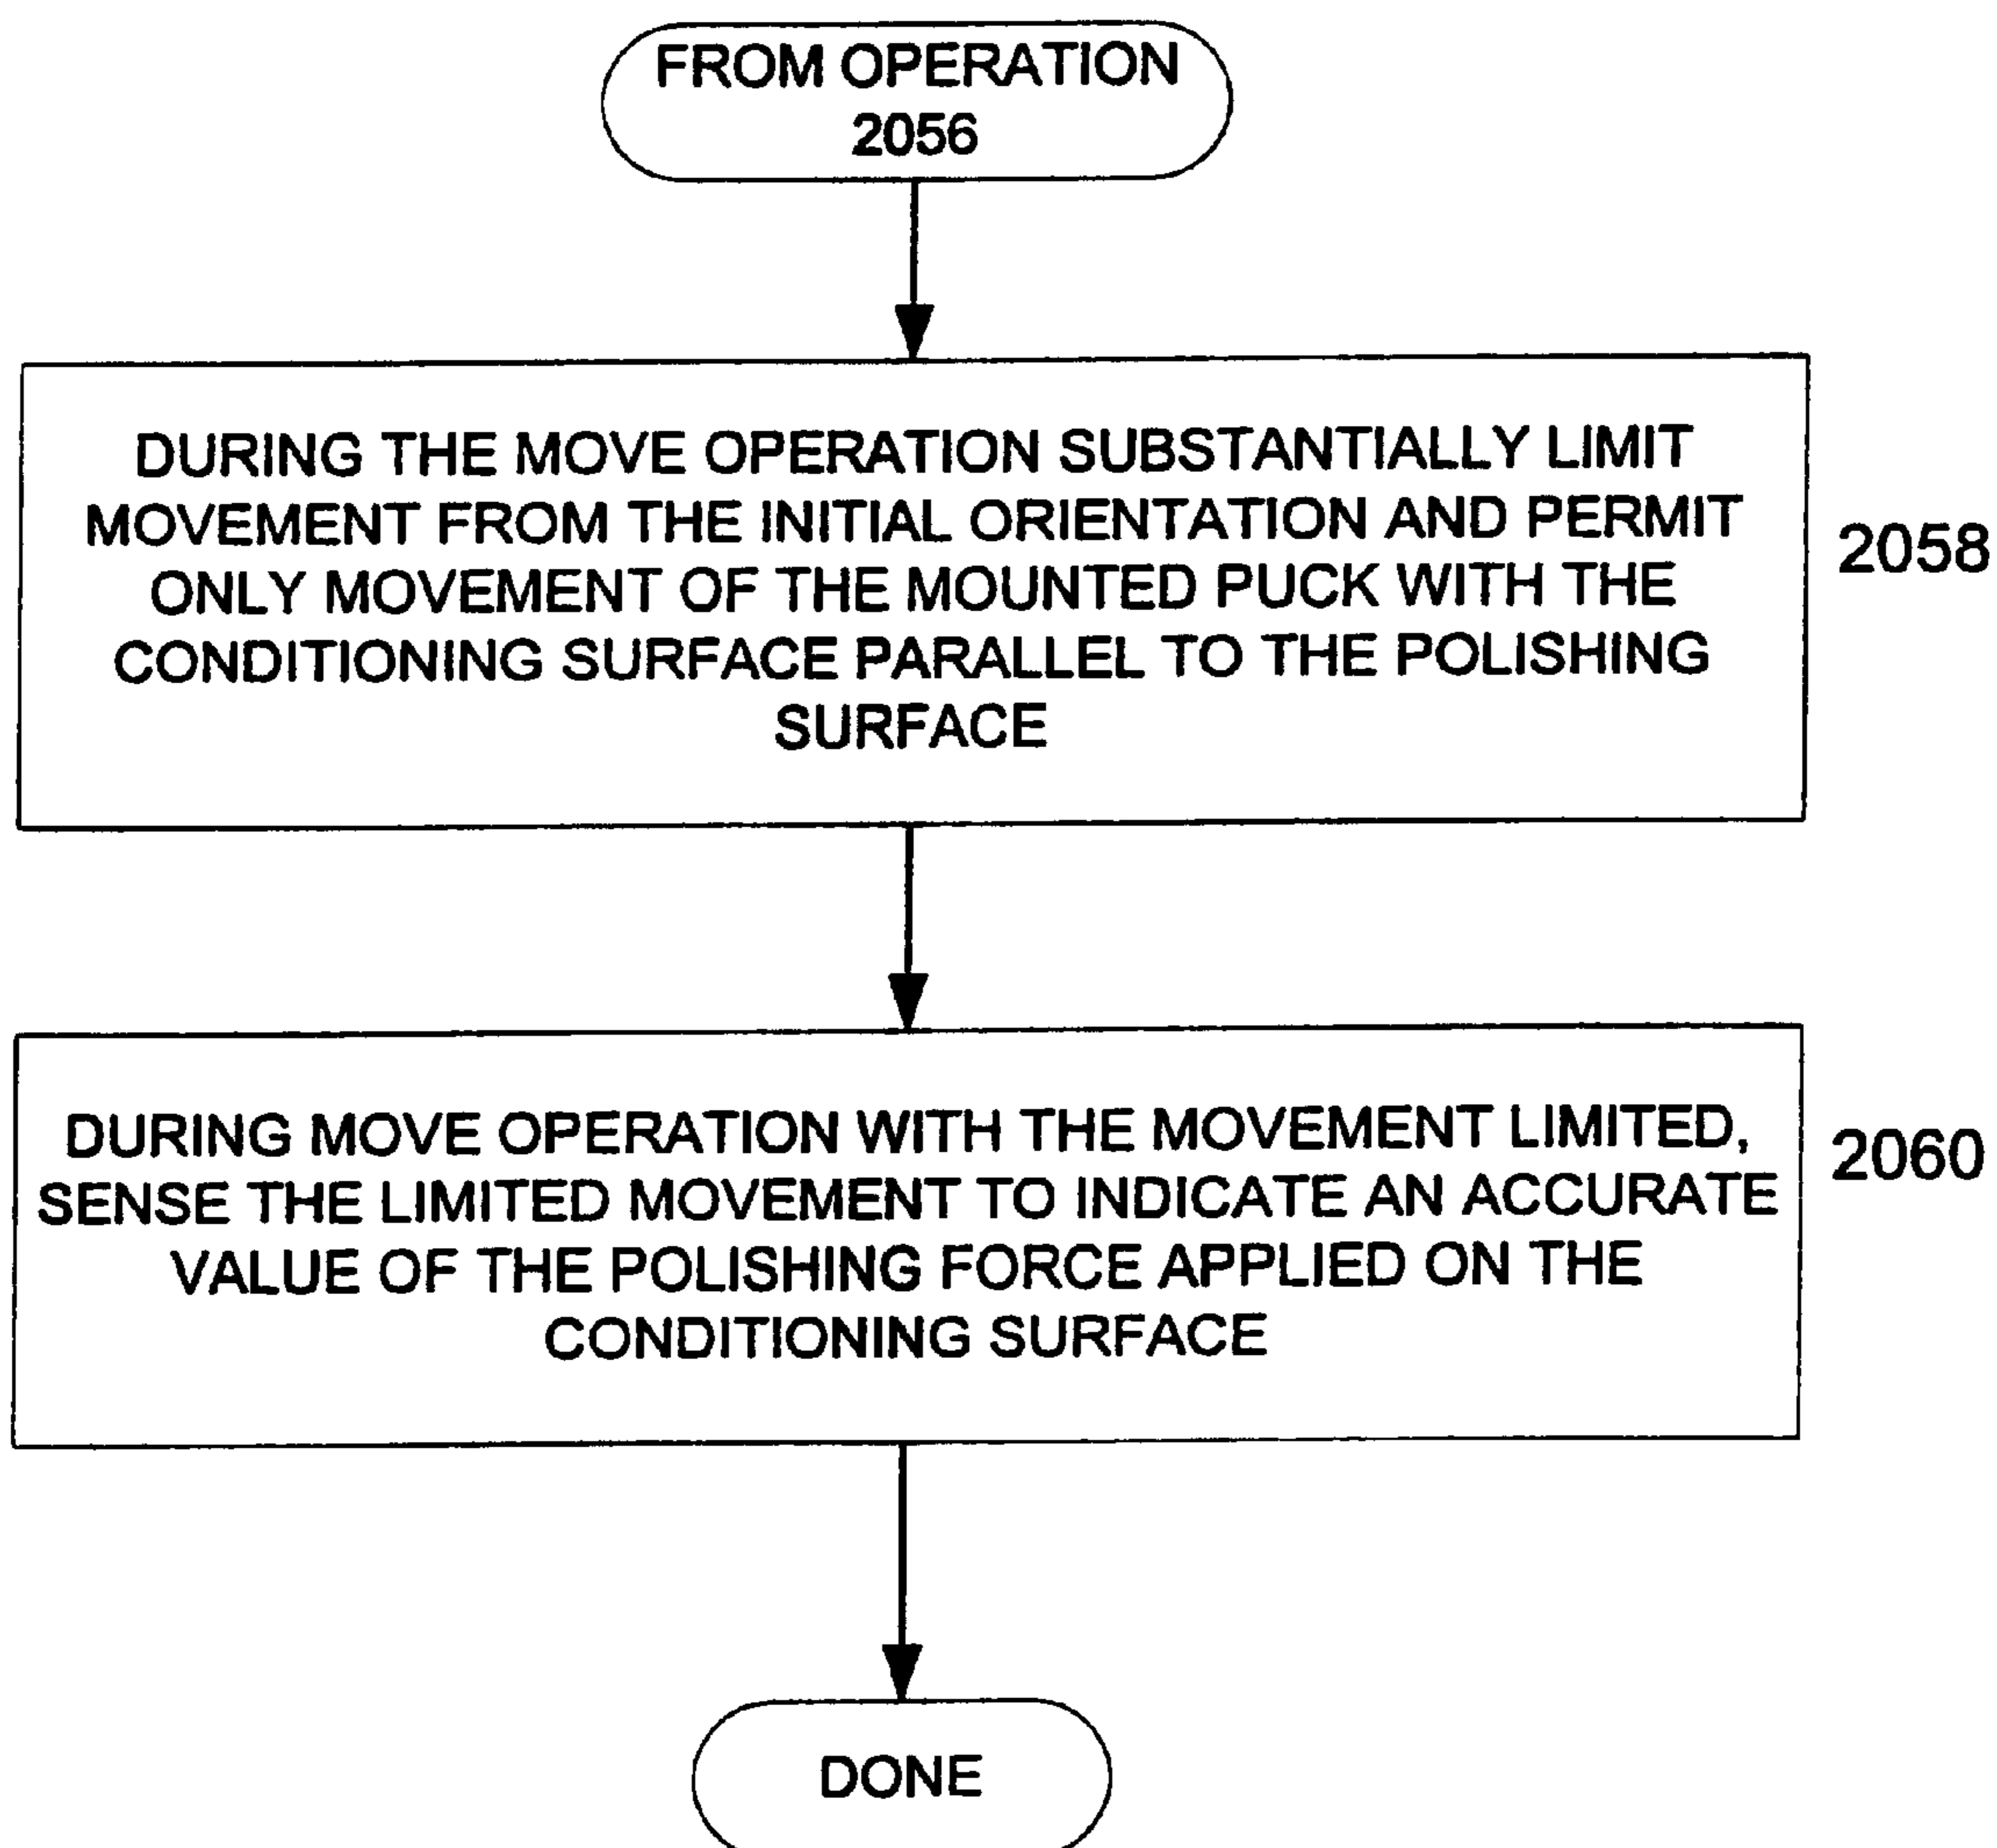 FROM OPERATION
2056
DURING THE MOVE OPERATION SUBSTANTIALLY LIMIT
MOVEMENT FROM THE INITIAL ORIENTATION AND PERMIT
ONLY MOVEMENT OF THE MOUNTED PUCK WITH THE
CONDITIONING SURFACE PARALLEL TO THE POLISHING
SURFACE
2058
DURING MOVE OPERATION WITH THE MOVEMENT LIMITED,
SENSE THE LIMITED MOVEMENT TO INDICATE AN ACCURATE
VALUE OF THE POLISHING FORCE APPLIED ON THE
CONDITIONING SURFACE
2060
DONE